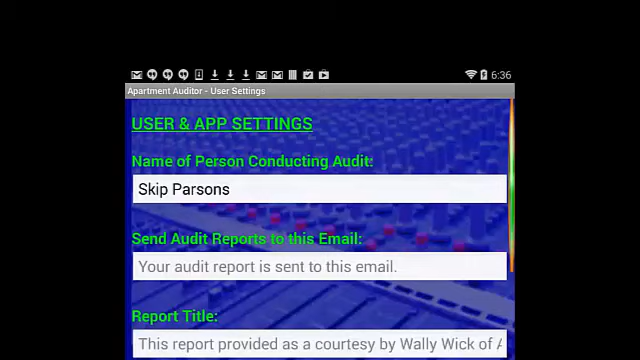 6:36
Apartment Auditor - User Settings
USER & APP SETTINGS
Name of Person Conducting Audit:
Skip Parsons
Send Audit Reports to this Email:
Your audit report is sent to this email.
Report Title:
This report provided as a courtesy by Wally Wick of A